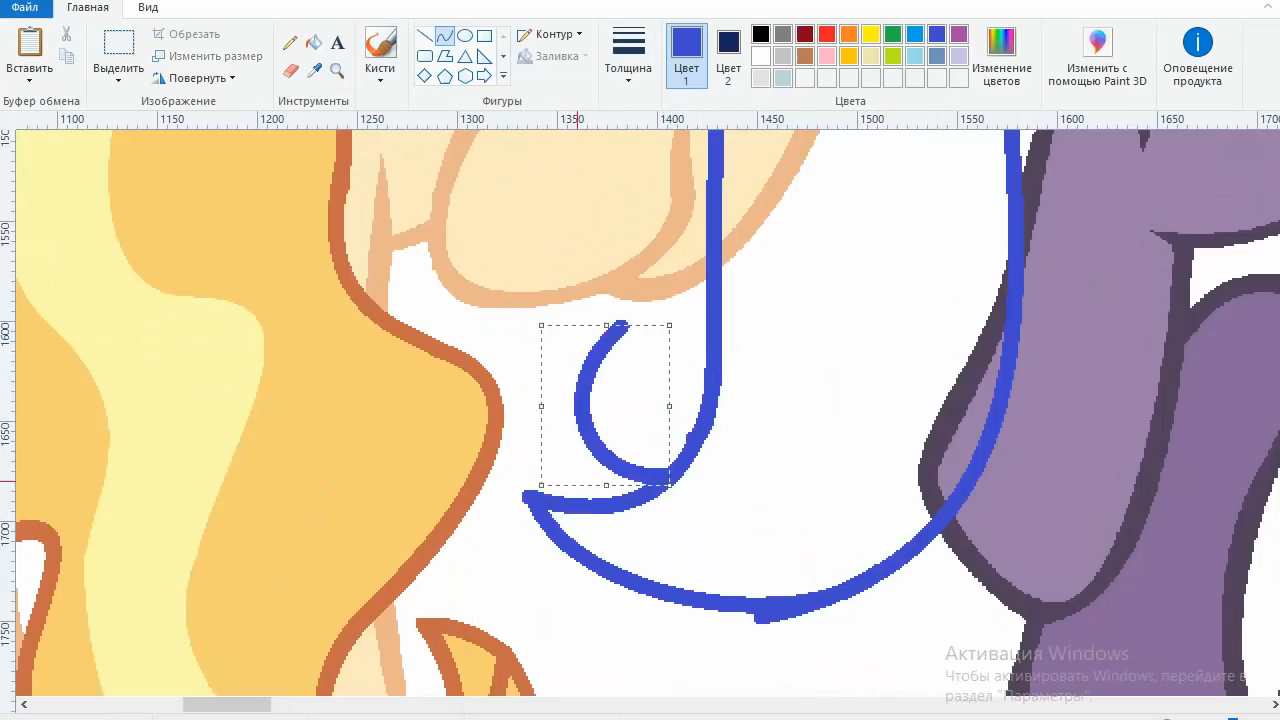 Файл Главная Вид
Вставить
Буфер обмена
Выделить
Обрезать
Изменить размер
Повернуть
Изображение
A
Инструменты
Кисти
Контур
Заливка
Фигуры
Толщина
Цвет
1
Цвет
2
Цвета
Изменение
цветов
Изменить с
помощью Paint 3D
Оповещение
продукта
1100 1150 1200 1250 1300 1350 1400 1450 1500 1550 1600 1650 1700
1550
1600
1650
1700
1750
Активация Windows
Чтобы активировать Windows, перейдите в
раздел "Параметры".